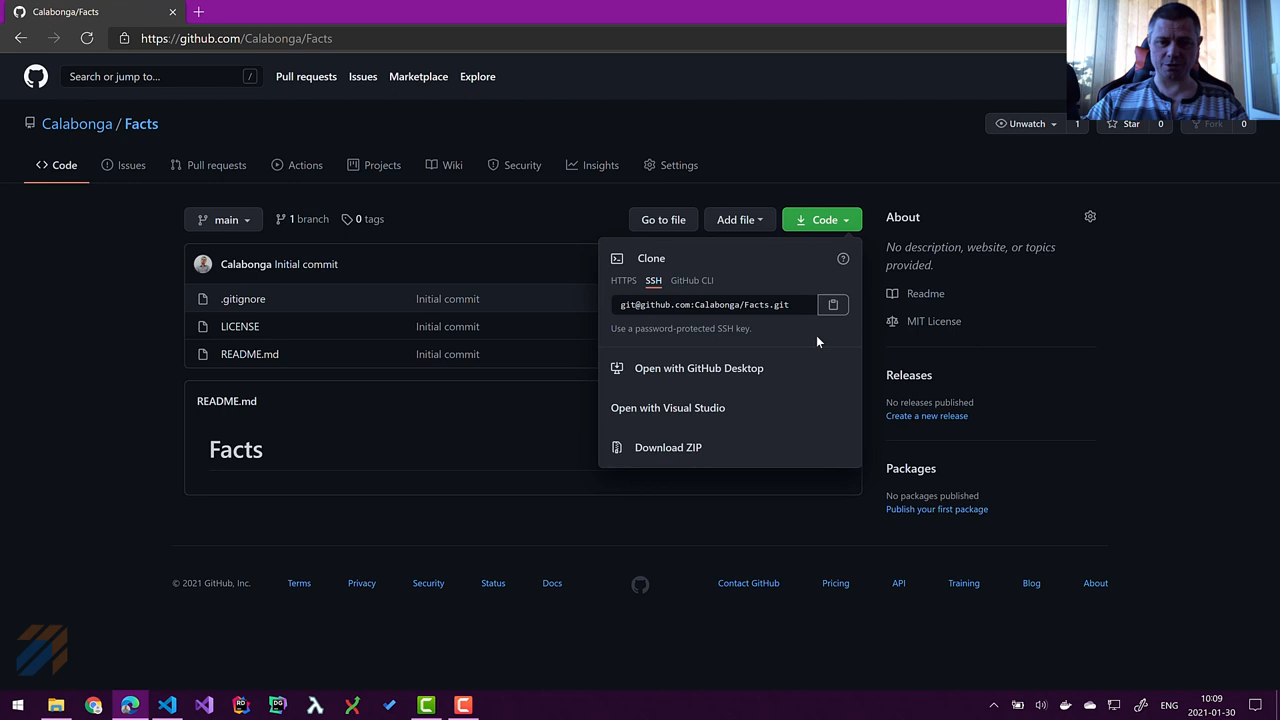 Calabonga/Facts
https://github.com/Calabonga/Facts
Search or jump to... /
Pull requests Issues Marketplace Explore
Calabonga / Facts
Unwatch 1 Star 0 Fork 0
Code Issues Pull requests Actions Projects Wiki Security Insights Settings
main 1 branch 0 tags Go to file Add file Code
Calabonga Initial commit
.gitignore Initial commit
LICENSE Initial commit
README.md Initial commit
README.md
Facts
Clone
HTTPS SSH GitHub CLI
git@github.com:Calabonga/Facts.git
Use a password-protected SSH key.
Open with GitHub Desktop
Open with Visual Studio
Download ZIP
About
No description, website, or topics
provided.
Readme
MIT License
Releases
No releases published
Create a new release
Packages
No packages published
Publish your first package
© 2021 GitHub, Inc. Terms Privacy Security Status Docs Contact GitHub Pricing API Training Blog About
RD
DG
ENG
10:09
2021-01-30